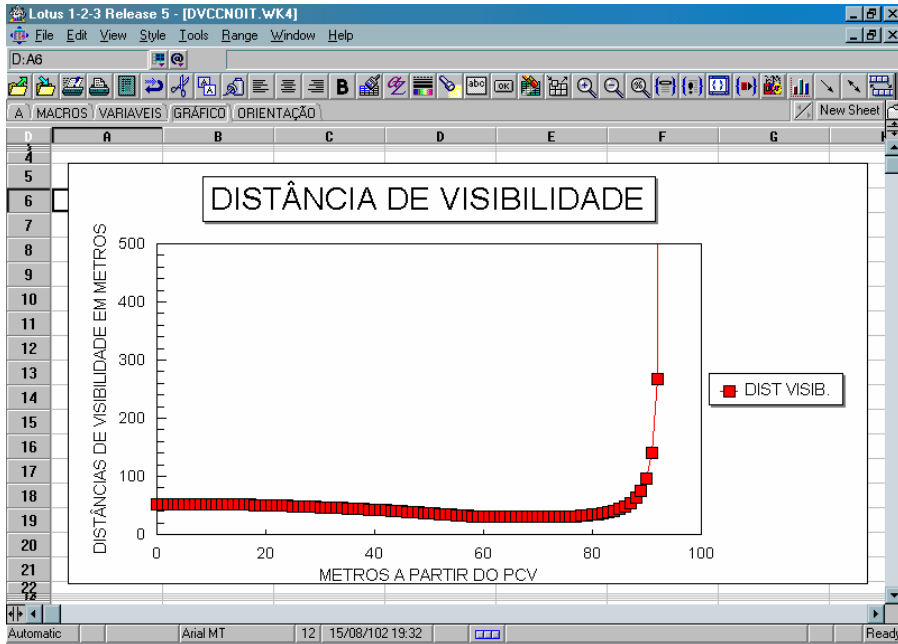 Lotus 1-2-3 Release 5 - [DVCCNOIT.WK4]
File Edit View Style Tools Range Window Help
D:A6
abc OK
A MACROS VARIAVEIS GRÁFICO ORIENTAÇÃO New Sheet
D A B C D E F G
4
5
6
7
8
9
10
11
12
13
14
15
16
17
18
19
20
21
22
DISTÂNCIA DE VISIBILIDADE
DISTÂNCIAS DE VISIBILIDADE EM METROS
500
400
300
200
100
0
0 20 40 60 80 100
METROS A PARTIR DO PCV
DIST VISIB.
Automatic Arial MT 12 15/08/102 19:32 Ready